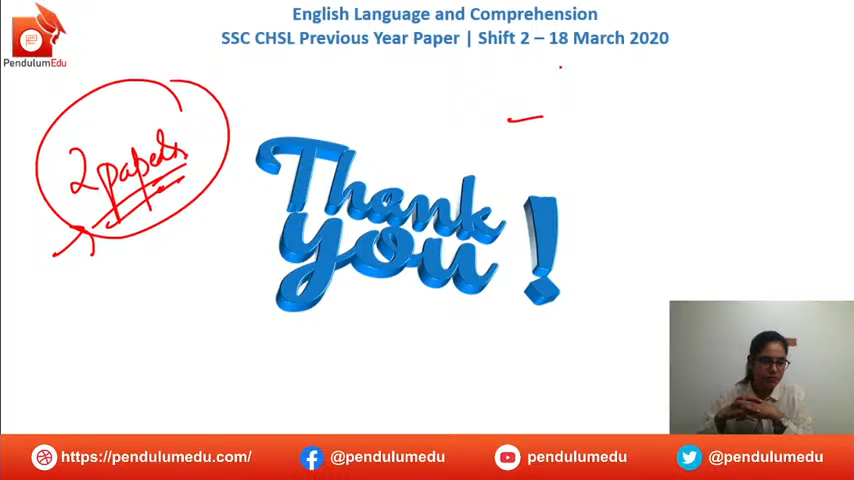 English Language and Comprehension
SSC CHSL Previous Year Paper | Shift 2 – 18 March 2020
PendulumEdu
2 papers
Thank
you!
https://pendulumedu.com/
@pendulumedu
pendulumedu
@pendulumedu